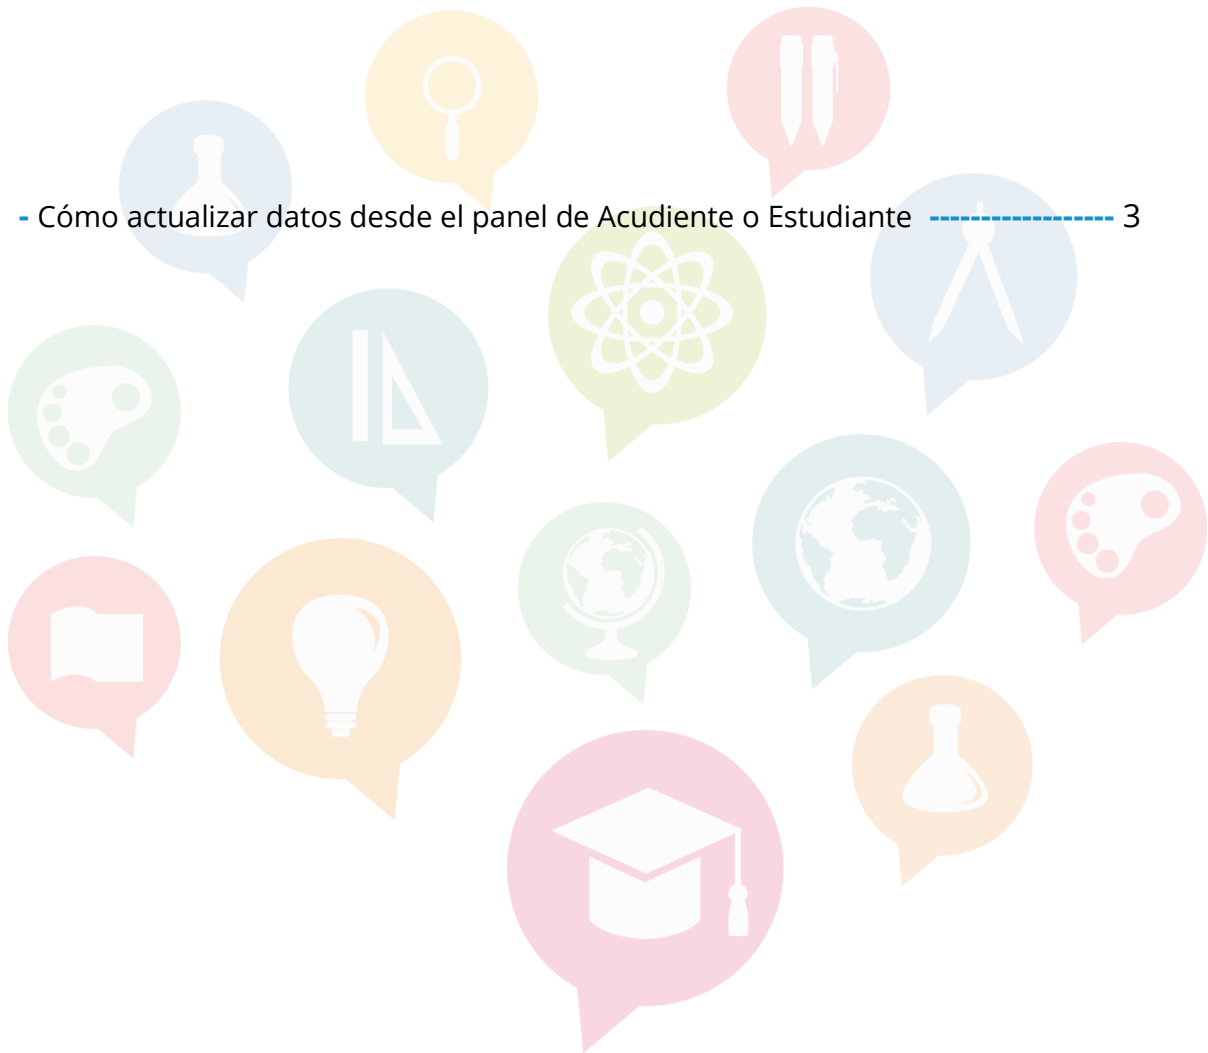 - Cómo actualizar datos desde el panel de Acudiente o Estudiante ------------------ 3